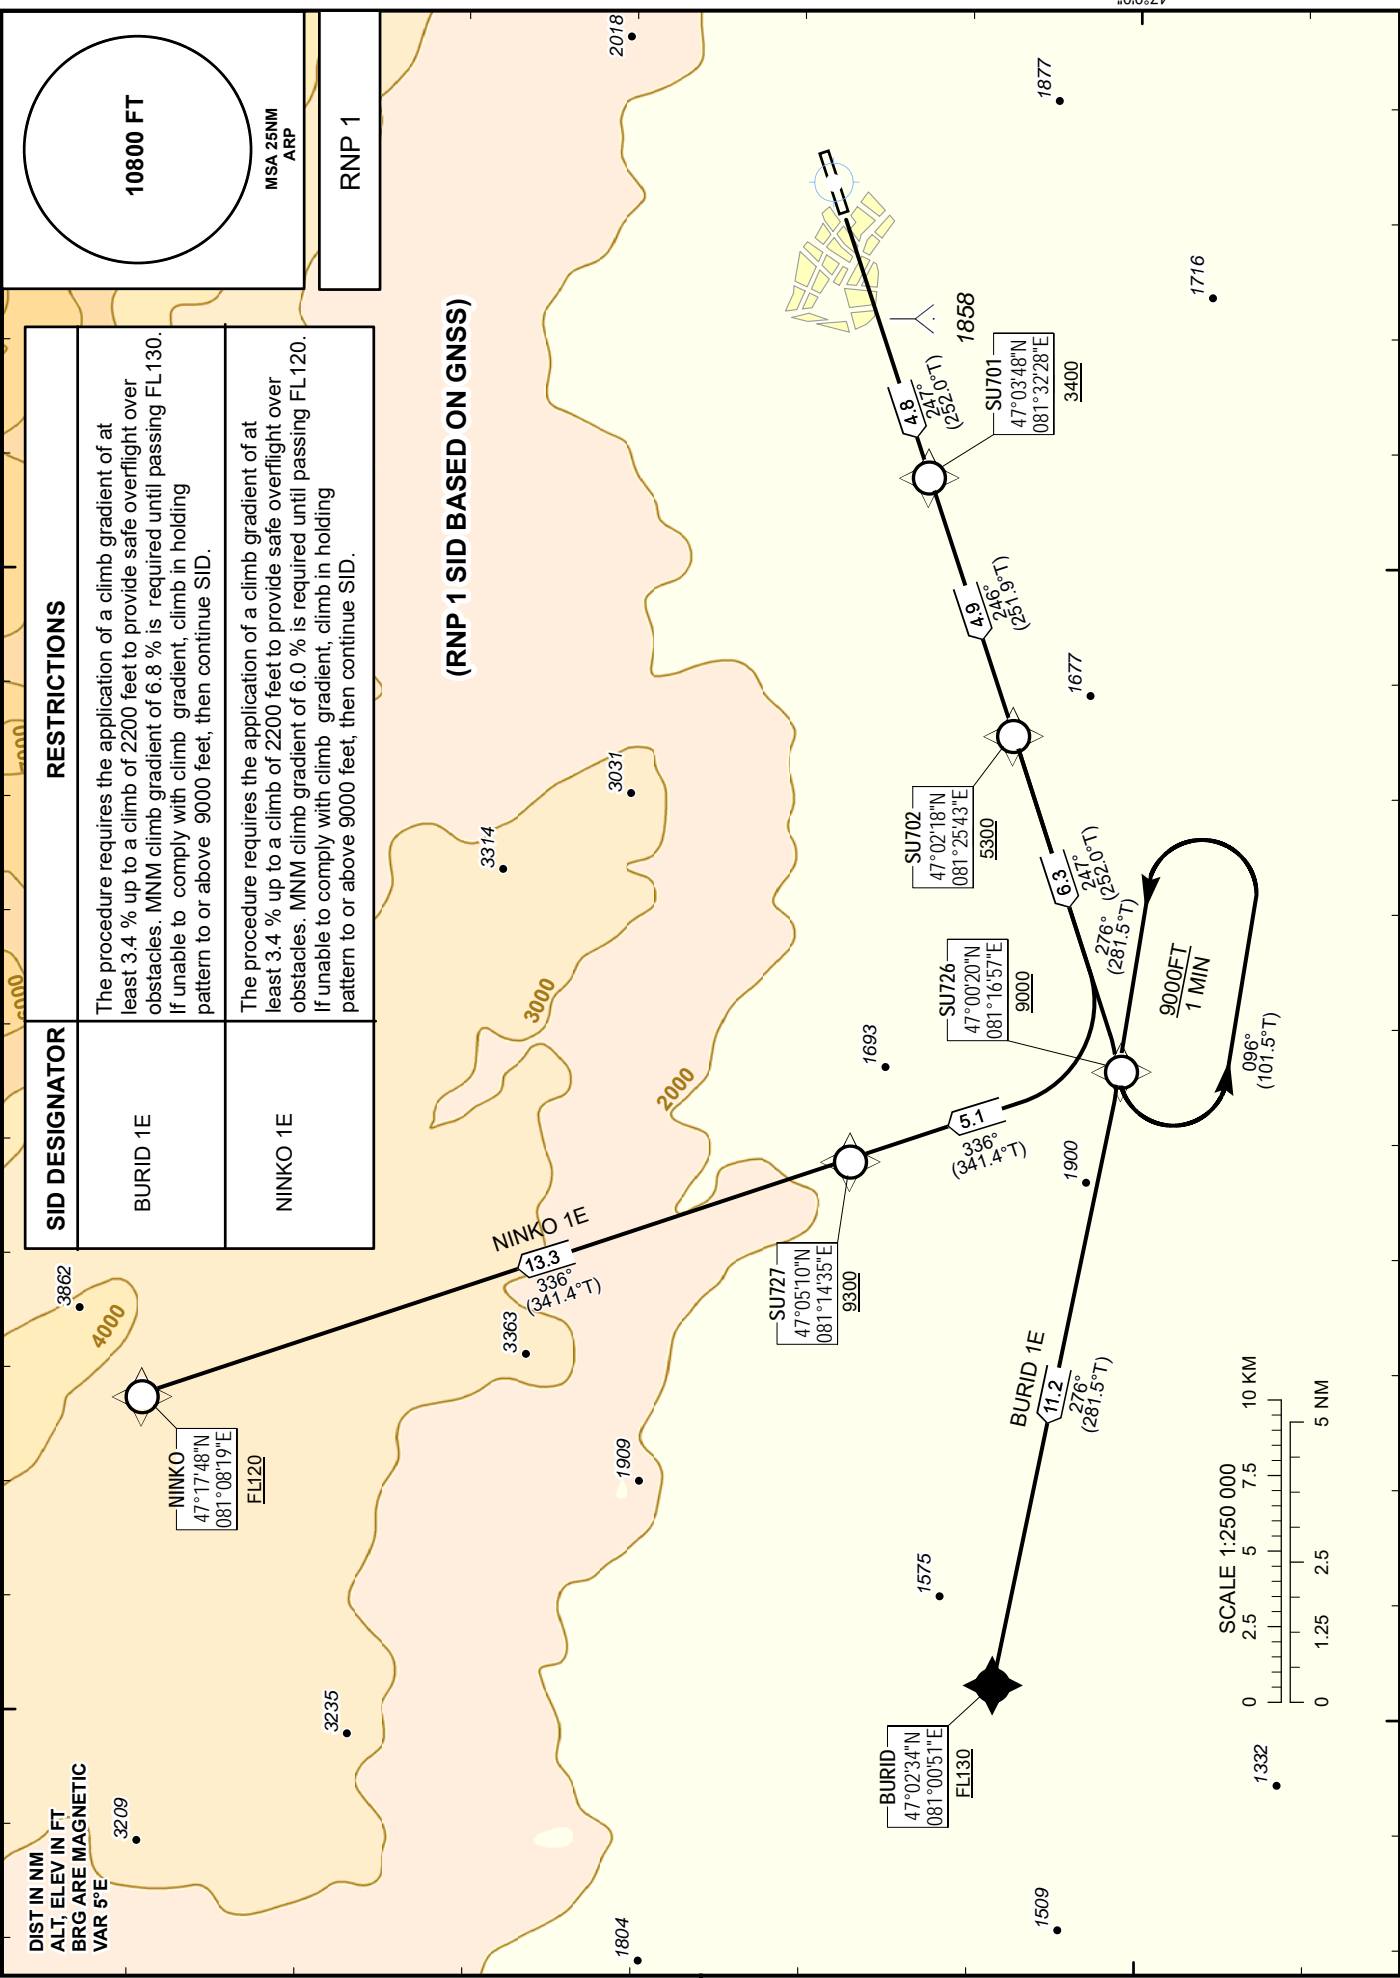 DIST IN NM
ALT, ELEV IN FT
BRG ARE MAGNETIC
VAR 5°E
SID DESIGNATOR
RESTRICTIONS
BURID 1E
The procedure requires the application of a climb gradient of at
least 3.4 % up to a climb of 2200 feet to provide safe overflight over
obstacles. MNM climb gradient of 6.8 % is required until passing FL130.
If unable to comply with climb gradient, climb in holding
pattern to or above 9000 feet, then continue SID.
NINKO 1E
The procedure requires the application of a climb gradient of at
least 3.4 % up to a climb of 2200 feet to provide safe overflight over
obstacles. MNM climb gradient of 6.0 % is required until passing FL120.
If unable to comply with climb gradient, climb in holding
pattern to or above 9000 feet, then continue SID.
10800 FT
MSA 25NM
ARP
RNP 1
(RNP 1 SID BASED ON GNSS)
6000
7000
3209
3862
4000
NINKO
47°17'48"N
081°08'19"E
FL120
3235
3363
NINKO 1E
13.3
336°
(341.4°T)
3314
3000
3031
2018
1804
1909
2000
SU727
47°05'10"N
081°14'35"E
9300
1693
5.1
336°
(341.4°T)
SU726
47°00'20"N
081°16'57"E
9000
SU702
47°02'18"N
081°25'43"E
5300
4.8
247°
(252.0°T)
1858
SU701
47°03'48"N
081°32'28"E
3400
4.9
246°
(251.9°T)
6.3
247°
(252.0°T)
1575
BURID
47°02'34"N
081°00'51"E
FL130
BURID 1E
11.2
276°
(281.5°T)
1900
276°
(281.5°T)
9000FT
1 MIN
096°
(101.5°T)
1677
1877
1716
1509
1332
SCALE 1:250 000
0 2.5 5 7.5 10 KM
0 1.25 2.5 5 NM